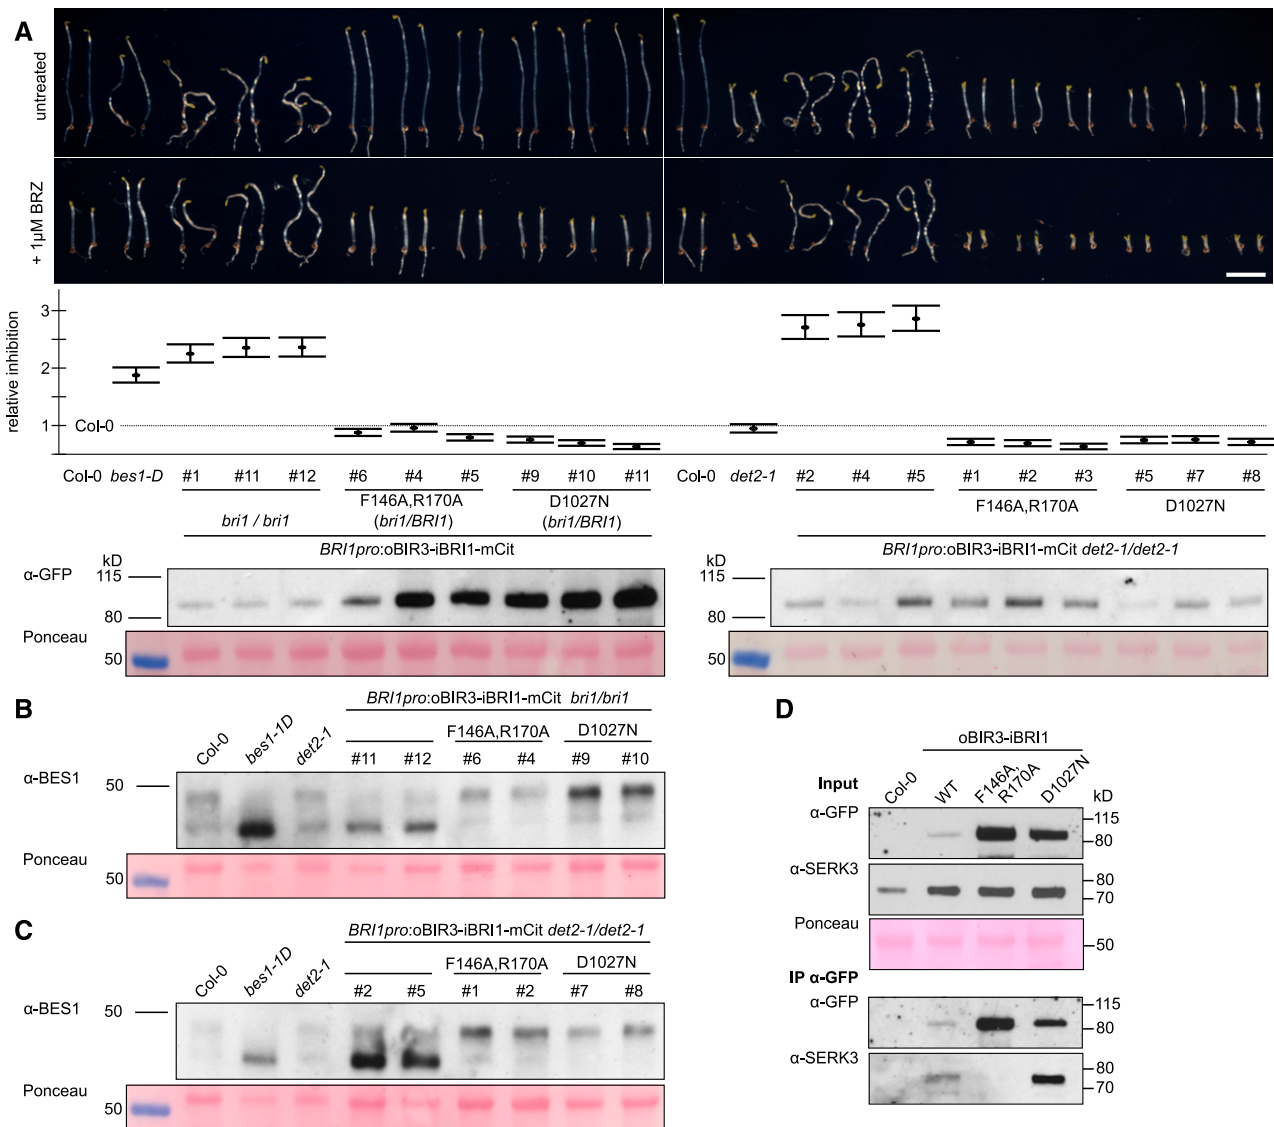 A
untreated
+ 1µM BRZ
relative inhibition
3
2
1
Col-0
Col-0 bes1-D #1 #11 #12 #6 #4 #5 #9 #10 #11 Col-0 det2-1 #2 #4 #5 #1 #2 #3 #5 #7 #8
bri1 / bri1
F146A,R170A
(bri1/BRI1)
D1027N
(bri1/BRI1)
F146A,R170A
D1027N
BRI1pro:oBIR3-iBRI1-mCit
BRI1pro:oBIR3-iBRI1-mCit det2-1/det2-1
α-GFP
kD
115
80
kD
115
80
Ponceau
50
50
B
BRI1pro:oBIR3-iBRI1-mCit bri1/bri1
Col-0
bes1-1D
det2-1
F146A,R170A
D1027N
#11 #12 #6 #4 #9 #10
α-BES1
50
Ponceau
50
C
BRI1pro:oBIR3-iBRI1-mCit det2-1/det2-1
Col-0
bes1-1D
det2-1
F146A,R170A
D1027N
#2 #5 #1 #2 #7 #8
α-BES1
50
Ponceau
50
D
oBIR3-iBRI1
Input
Col-0
WT
F146A,
R170A
D1027N
kD
α-GFP
115
80
α-SERK3
80
70
Ponceau
50
IP α-GFP
α-GFP
115
80
α-SERK3
80
70